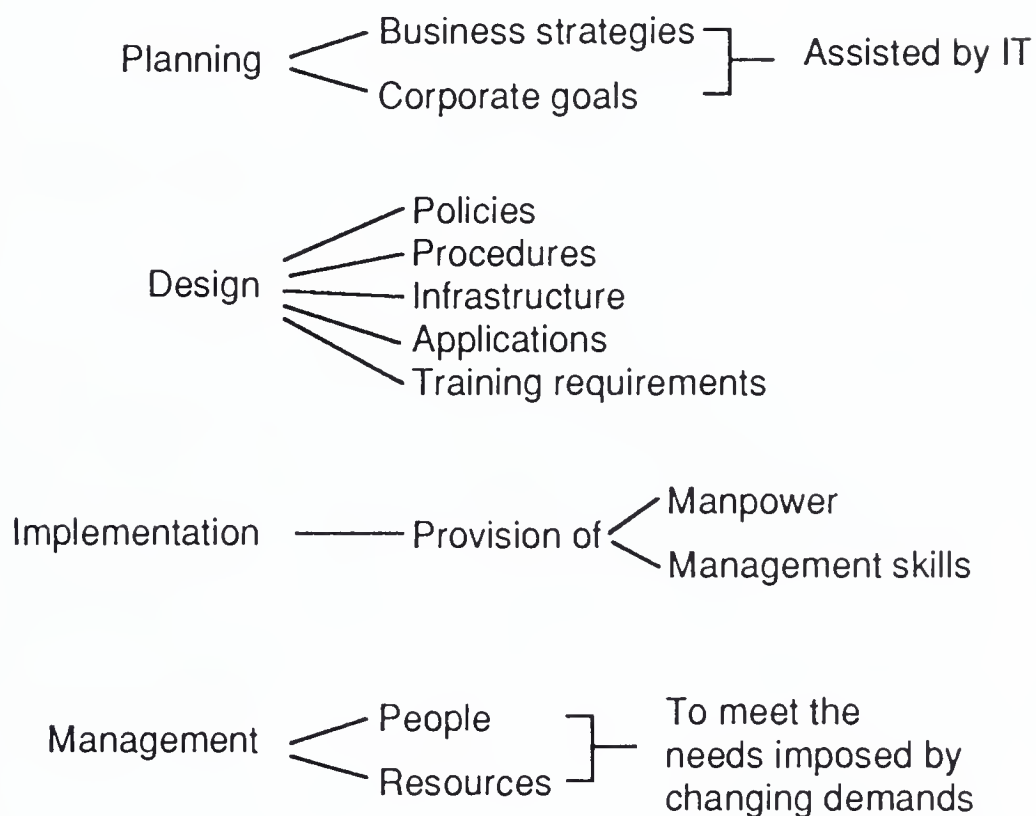 Planning
Business strategies
Corporate goals
Assisted by IT
Design
Policies
Procedures
Infrastructure
Applications
Training requirements
Implementation
Provision of
Manpower
Management skills
Management
People
Resources
To meet the
needs imposed by
changing demands